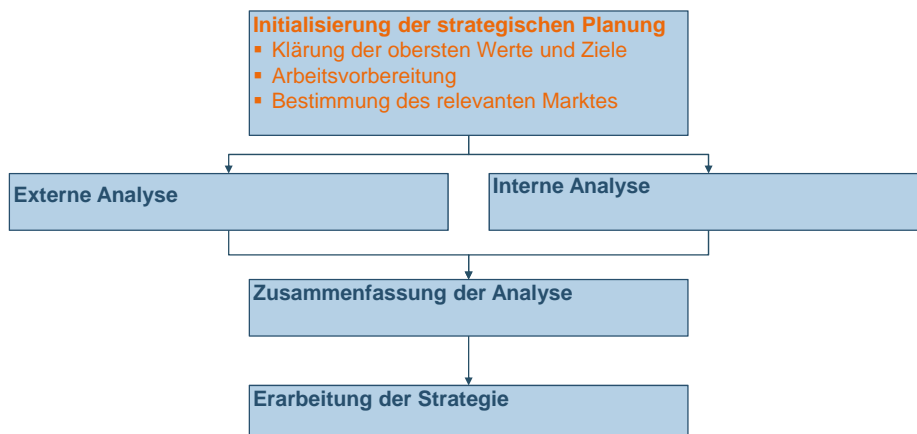 Initialisierung der strategischen Planung
▪ Klärung der obersten Werte und Ziele
▪ Arbeitsvorbereitung
▪ Bestimmung des relevanten Marktes
Externe Analyse
Interne Analyse
Zusammenfassung der Analyse
Erarbeitung der Strategie